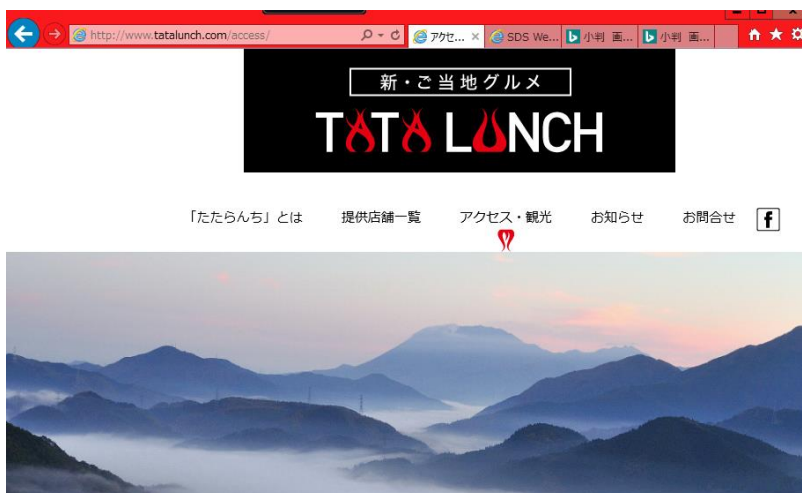 http://www.tatalunch.com/access/
アクセ...
SDS We...
小判 画...
小判 画...
新・ご当地グルメ
TATA LUNCH
「たたらんち」とは
提供店舗一覧
アクセス・観光
お知らせ
お問合せ
f